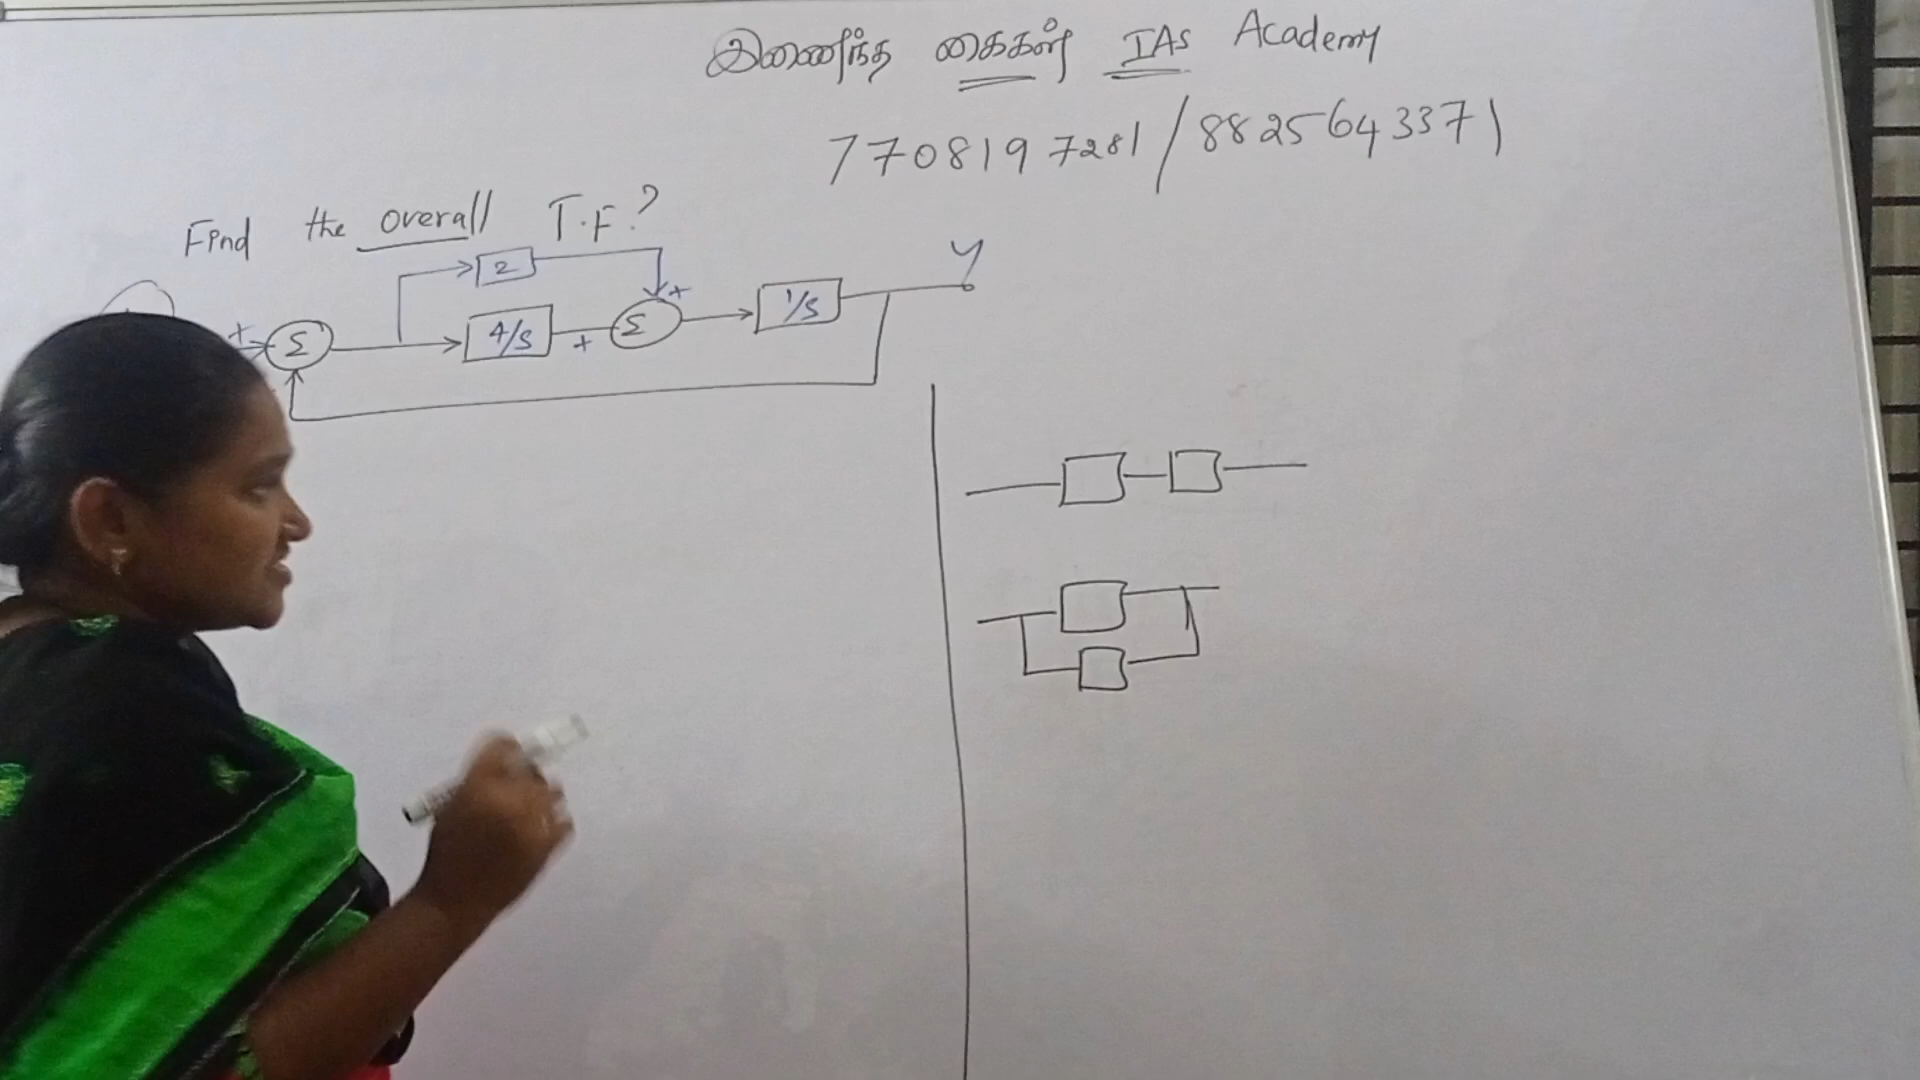 இணைந்த கைகள் IAS Academy
7708197281/8825643371
Find the overall T.F?
2
+
y
+ Σ 4/s + Σ 1/s